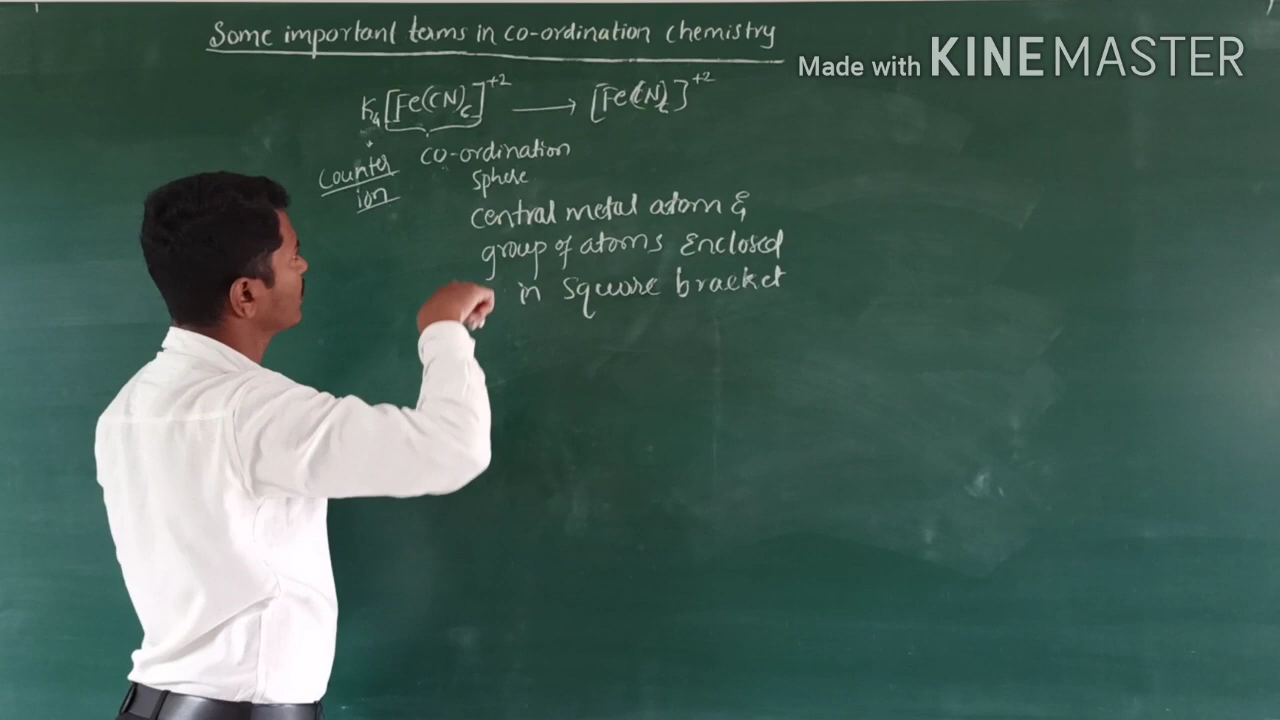 Some important terms in co-ordination chemistry
Made with KINEMASTER
K₄[Fe(CN)₆]⁺² ⟶ [Fe(CN)₆]⁺²
counter ion
co-ordination
sphere
central metal atom &
group of atoms Enclosed
in square bracket